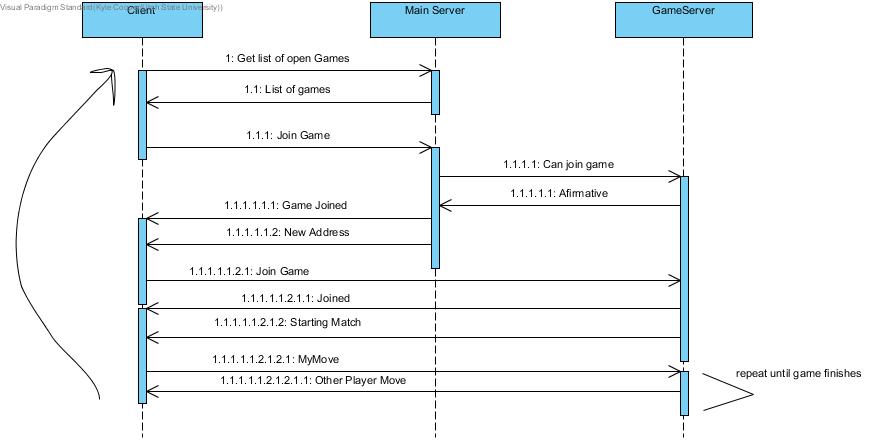 Visual Paradigm Standard(Kyle Cooper(Utah State University))
Client
Main Server
GameServer
1: Get list of open Games
1.1: List of games
1.1.1: Join Game
1.1.1.1: Can join game
1.1.1.1.1: Afirmative
1.1.1.1.1.1: Game Joined
1.1.1.1.1.2: New Address
1.1.1.1.1.2.1: Join Game
1.1.1.1.1.2.1.1: Joined
1.1.1.1.1.2.1.2: Starting Match
1.1.1.1.1.2.1.2.1: MyMove
repeat until game finishes
1.1.1.1.1.2.1.2.1.1: Other Player Move